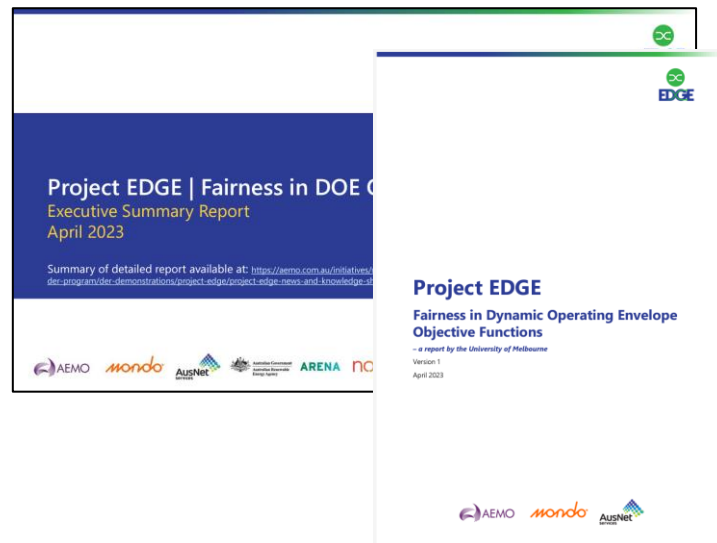 Project EDGE | Fairness in DOE
Executive Summary Report
April 2023
Summary of detailed report available at: https://aemo.com.au/initiatives/
der-program/der-demonstrations/project-edge/project-edge-news-and-knowledge-sh
AEMO
mondo
AusNet
services
Australian Government
Australian Renewable
Energy Agency
ARENA
EDGE
Project EDGE
Fairness in Dynamic Operating Envelope
Objective Functions
– a report by the University of Melbourne
Version 1
April 2023
AEMO
mondo
AusNet
services